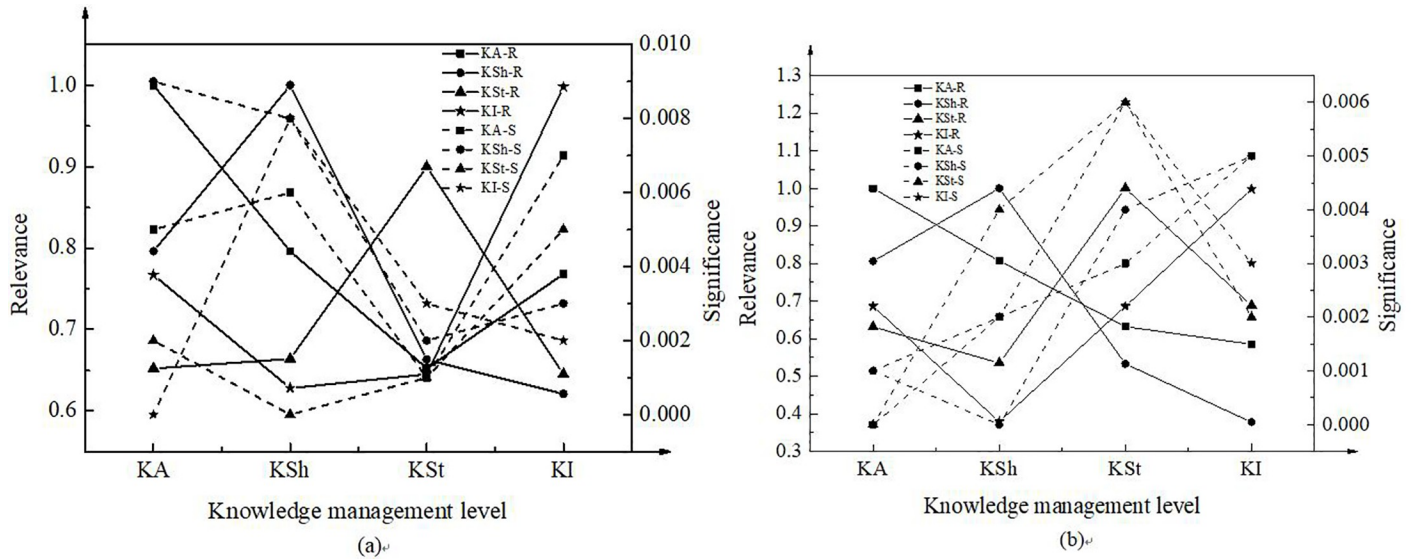 0.010
1.0
0.9
0.8
0.7
0.6
Relevance
KA-R
KSh-R
KSt-R
KI-R
KA-S
KSh-S
KSt-S
KI-S
0.008
0.006
0.004
0.002
0.000
Significance
KA KSh KSt KI
Knowledge management level
(a)
1.3
1.2
1.1
1.0
0.9
0.8
0.7
0.6
0.5
0.4
0.3
Relevance
KA-R
KSh-R
KSt-R
KI-R
KA-S
KSh-S
KSt-S
KI-S
0.006
0.005
0.004
0.003
0.002
0.001
0.000
Significance
KA KSh KSt KI
Knowledge management level
(b)